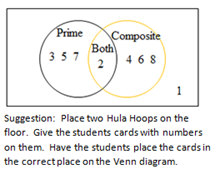 Prime
Composite
3 5 7
Both
2
4 6 8
1
Suggestion: Place two Hula Hoops on the
floor. Give the students cards with numbers
on them. Have the students place the cards in
the correct place on the Venn diagram.